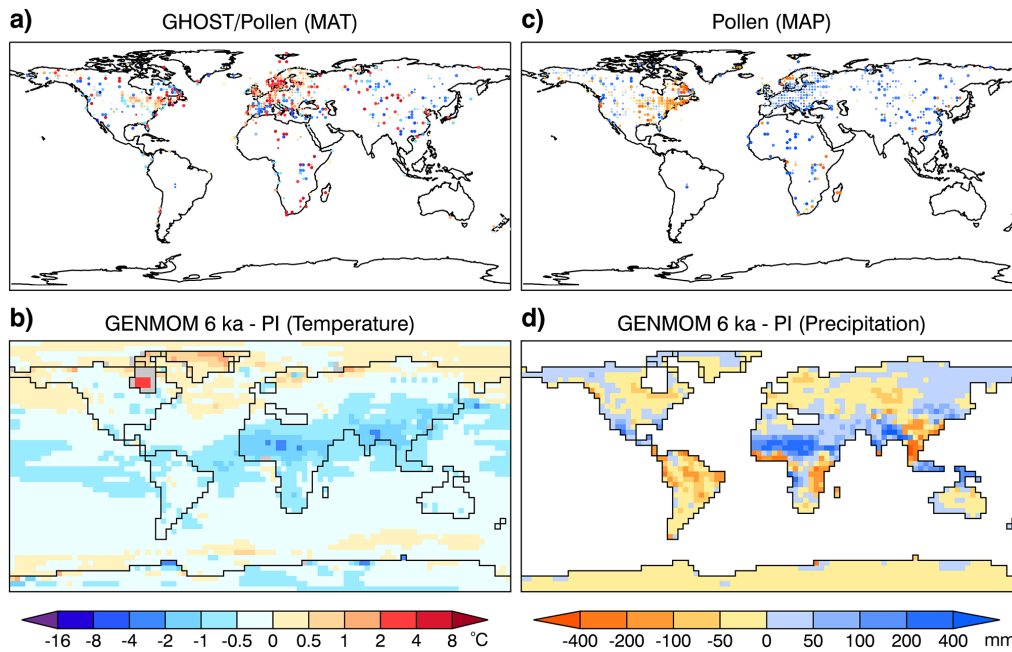 a) GHOST/Pollen (MAT)
c) Pollen (MAP)
b) GENMOM 6 ka - PI (Temperature)
d) GENMOM 6 ka - PI (Precipitation)
-16 -8 -4 -2 -1 -0.5 0 0.5 1 2 4 8 °C
-400 -200 -100 -50 0 50 100 200 400 mm